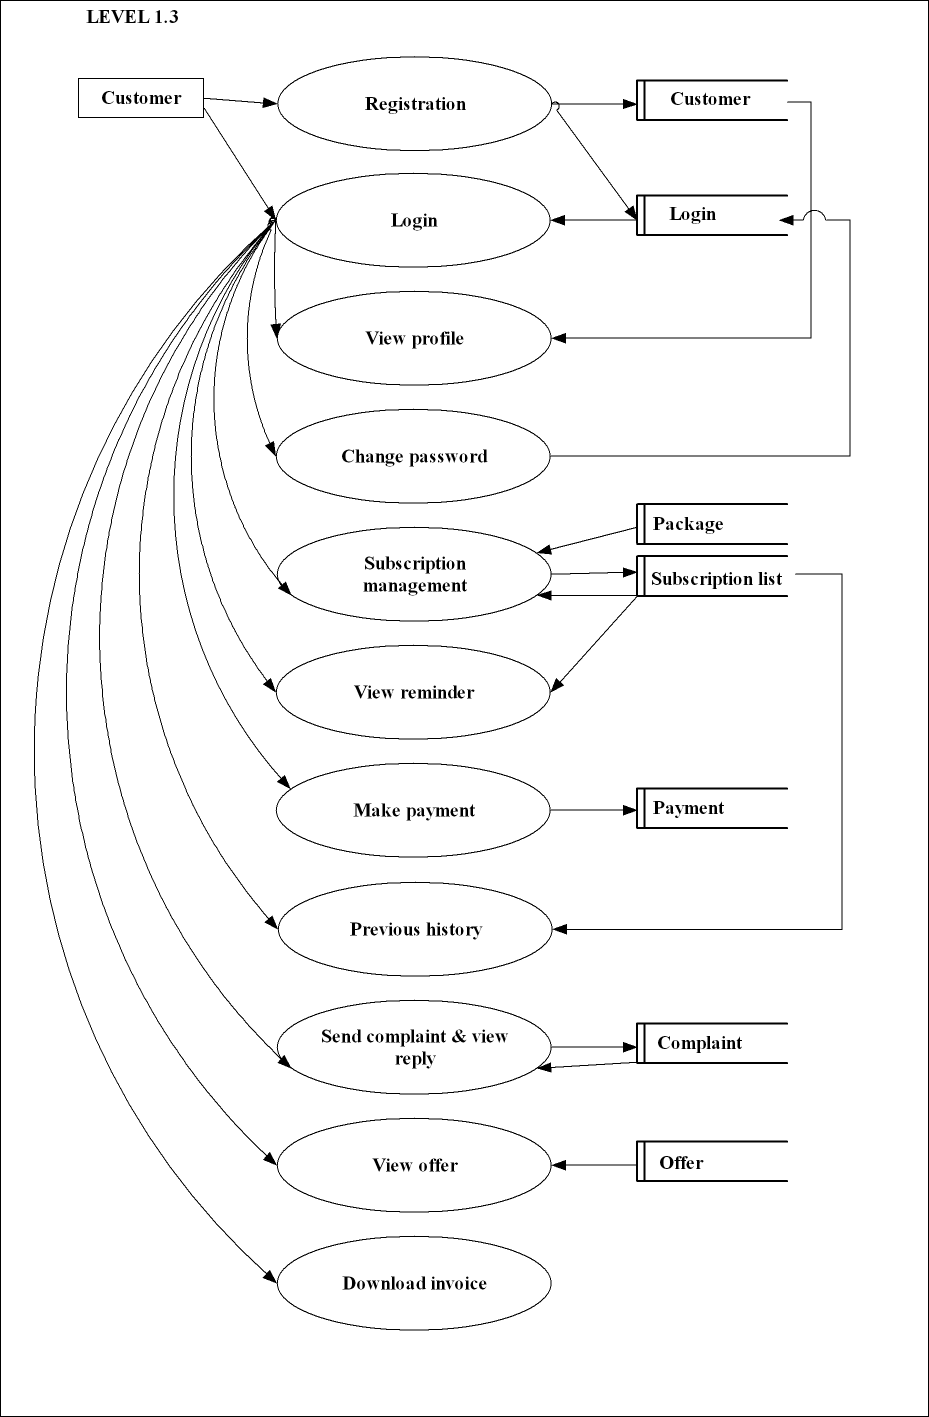 LEVEL 1.3
Customer
Registration
Customer
Login
Login
View profile
Change password
Package
Subscription
management
Subscription list
View reminder
Make payment
Payment
Previous history
Send complaint & view
reply
Complaint
View offer
Offer
Download invoice